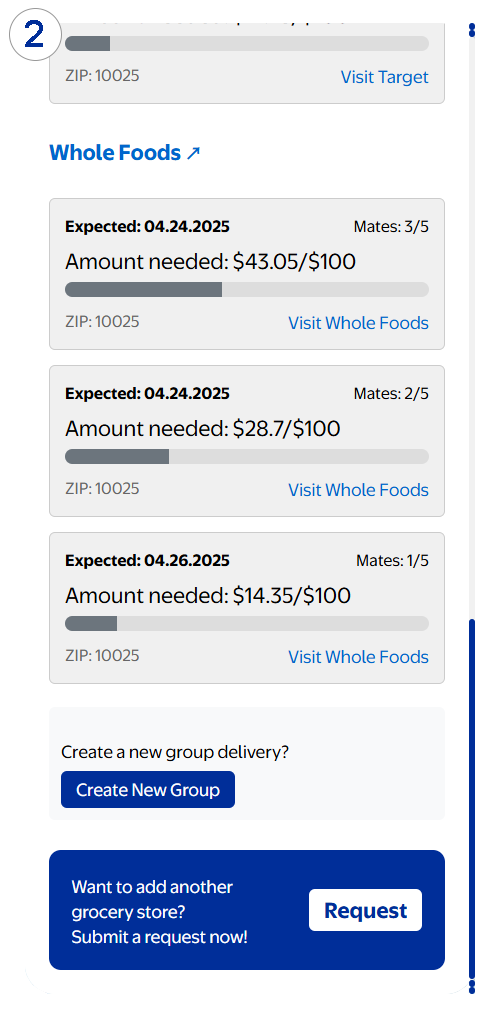 2
ZIP: 10025
Visit Target
Whole Foods ↗
Expected: 04.24.2025
Mates: 3/5
Amount needed: $43.05/$100
ZIP: 10025
Visit Whole Foods
Expected: 04.24.2025
Mates: 2/5
Amount needed: $28.7/$100
ZIP: 10025
Visit Whole Foods
Expected: 04.26.2025
Mates: 1/5
Amount needed: $14.35/$100
ZIP: 10025
Visit Whole Foods
Create a new group delivery?
Create New Group
Want to add another
grocery store?
Submit a request now!
Request